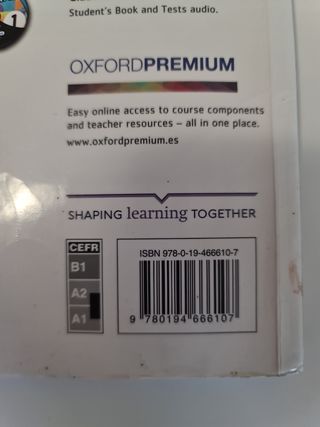 Student's Book and Tests audio.
1
OXFORDPREMIUM
Easy online access to course components
and teacher resources – all in one place.
www.oxfordpremium.es
SHAPING learning TOGETHER
CEFR
B1
A2
A1
ISBN 978-0-19-466610-7
9 780194 666107